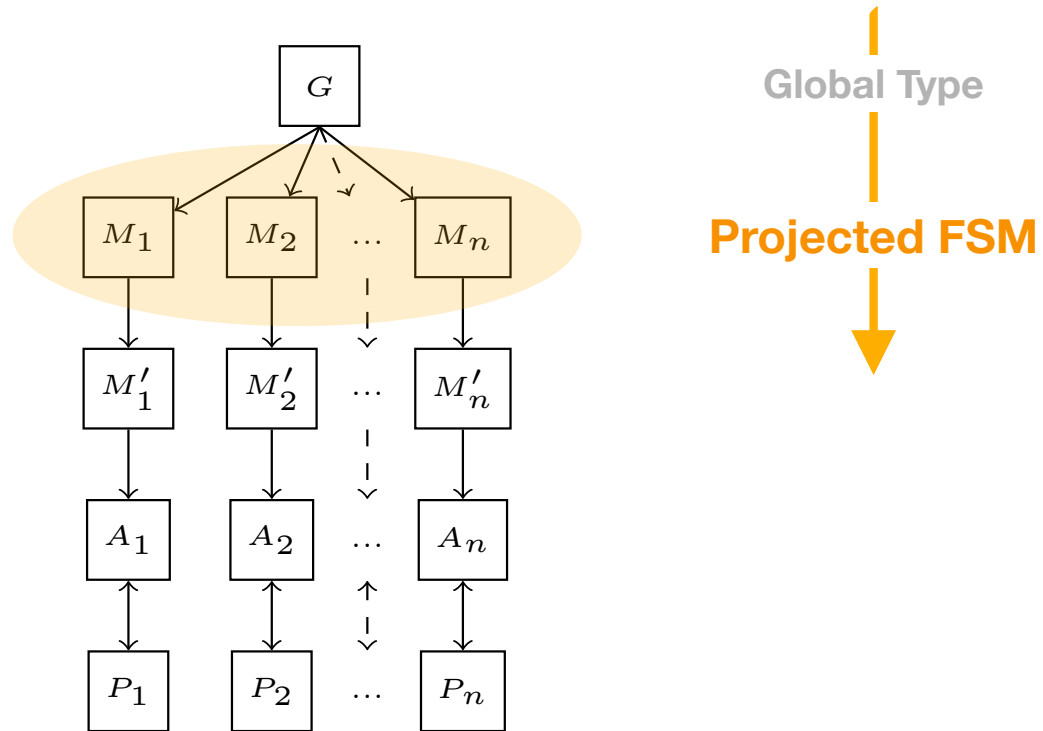 G
Global Type
M₁ M₂ ... Mₙ
Projected FSM
M′₁ M′₂ ... M′ₙ
A₁ A₂ ... Aₙ
P₁ P₂ ... Pₙ